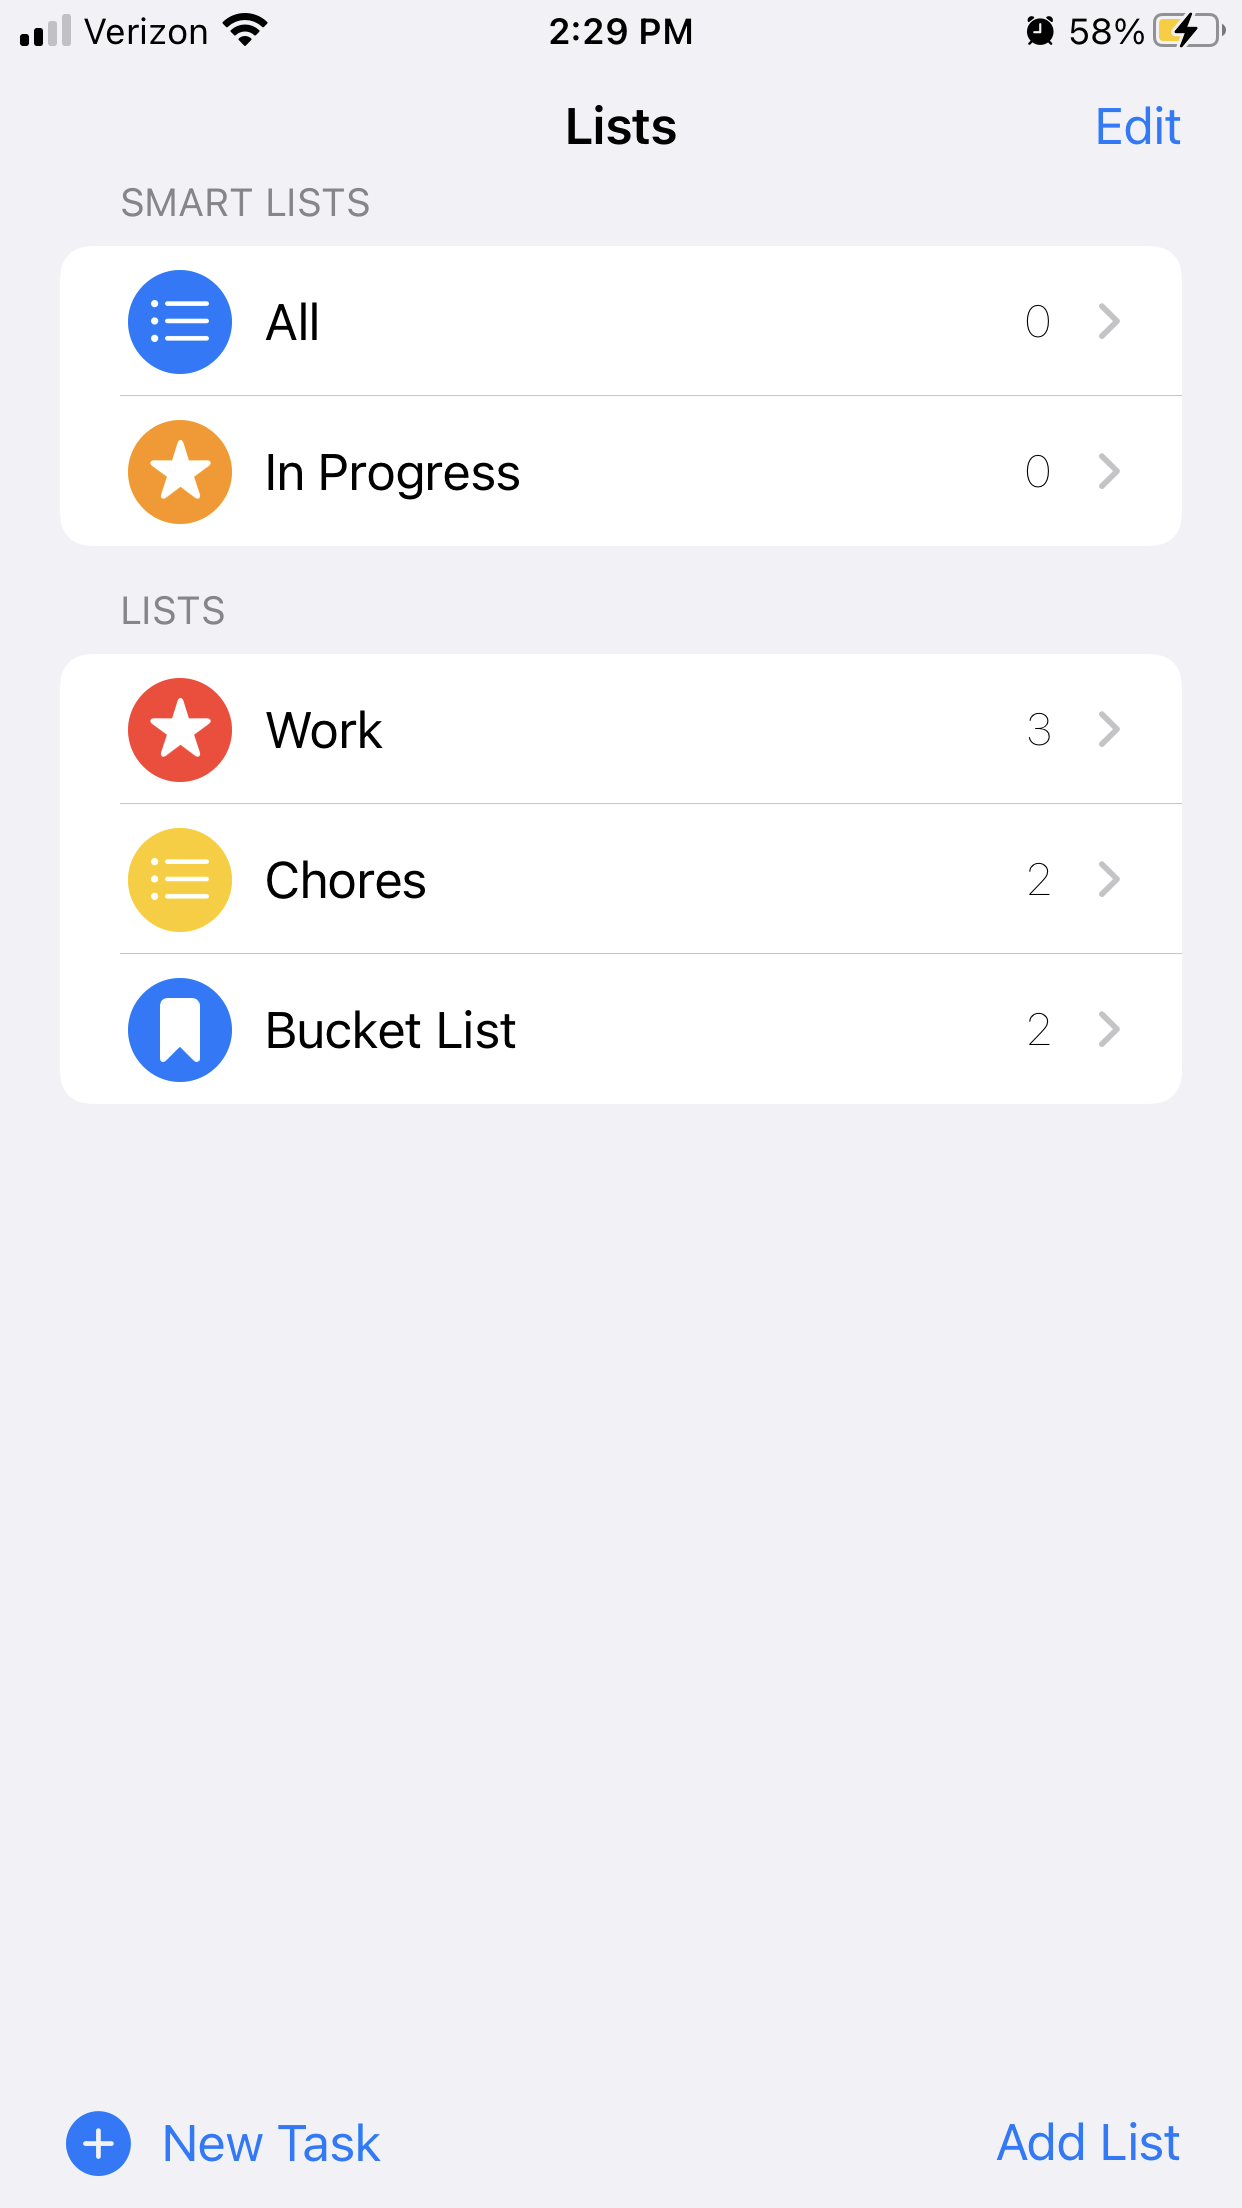 Verizon 2:29 PM 58%
Lists Edit
SMART LISTS
All 0
In Progress 0
LISTS
Work 3
Chores 2
Bucket List 2
New Task Add List